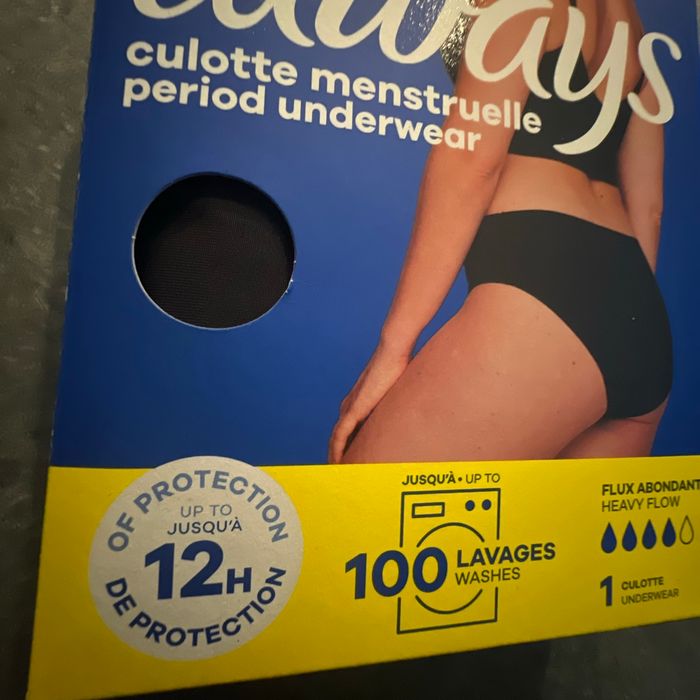 always
culotte menstruelle
period underwear
OF PROTECTION
UP TO
JUSQU'À
12H
DE PROTECTION
JUSQU'À • UP TO
100 LAVAGES
WASHES
FLUX ABONDANT
HEAVY FLOW
1 CULOTTE
UNDERWEAR